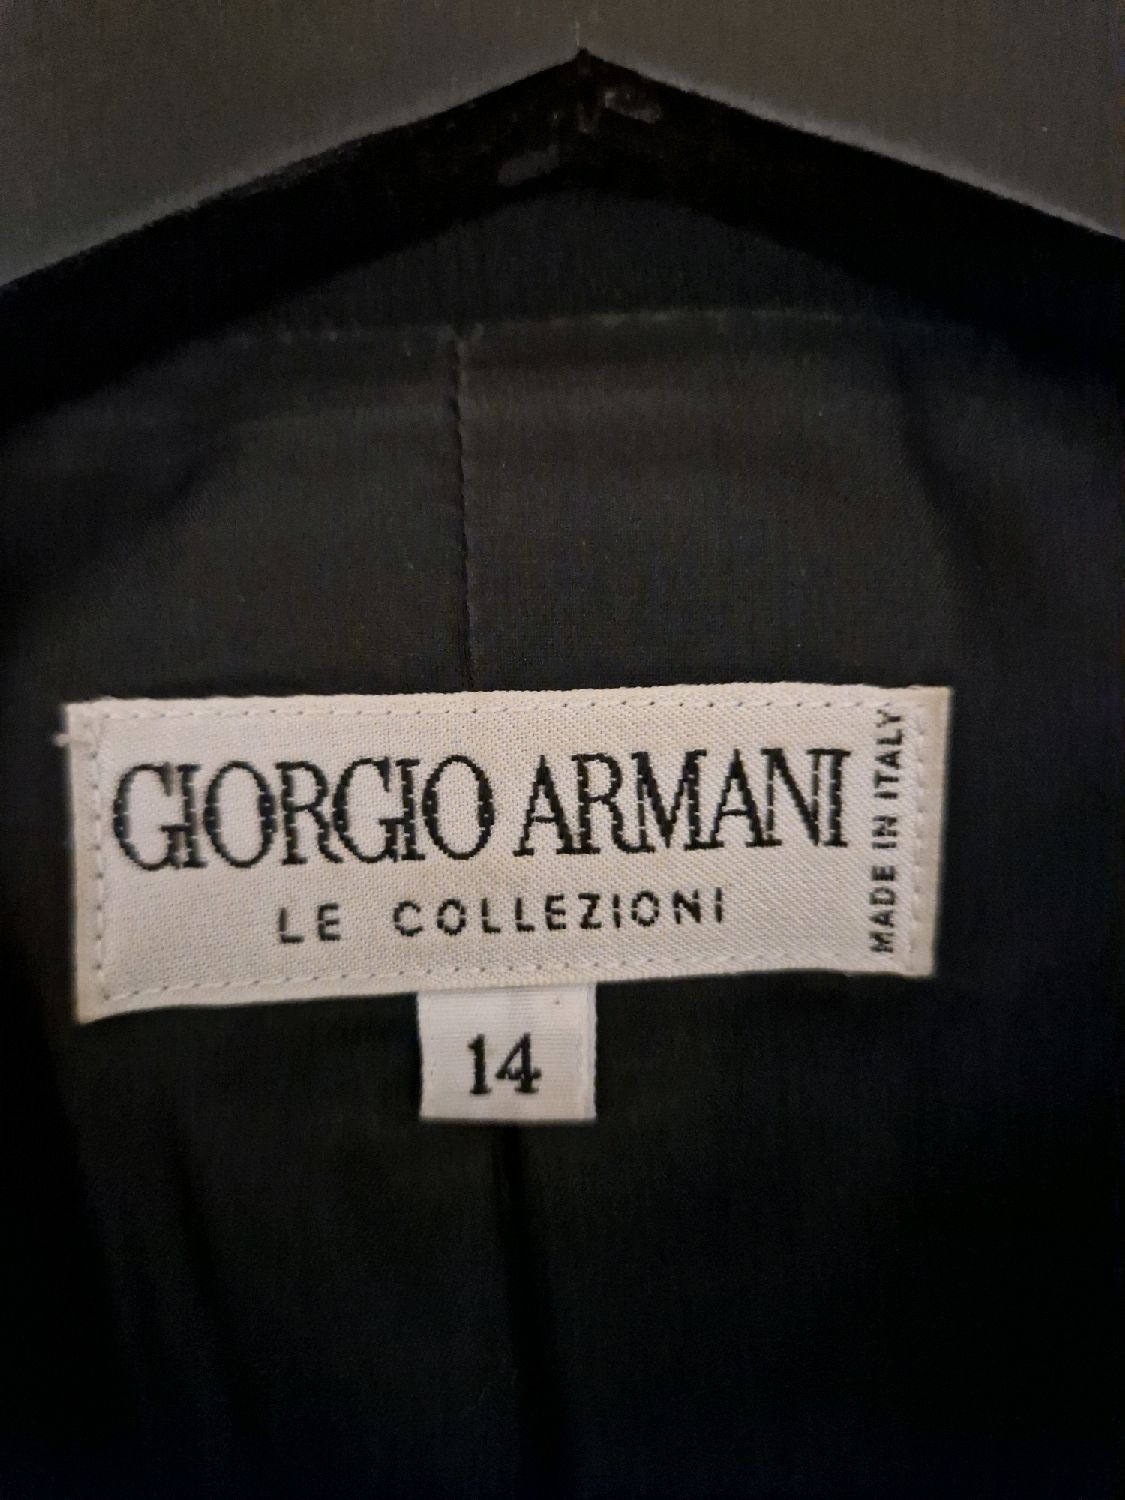 GIORGIO ARMANI
LE COLLEZIONI
MADE IN ITALY
14